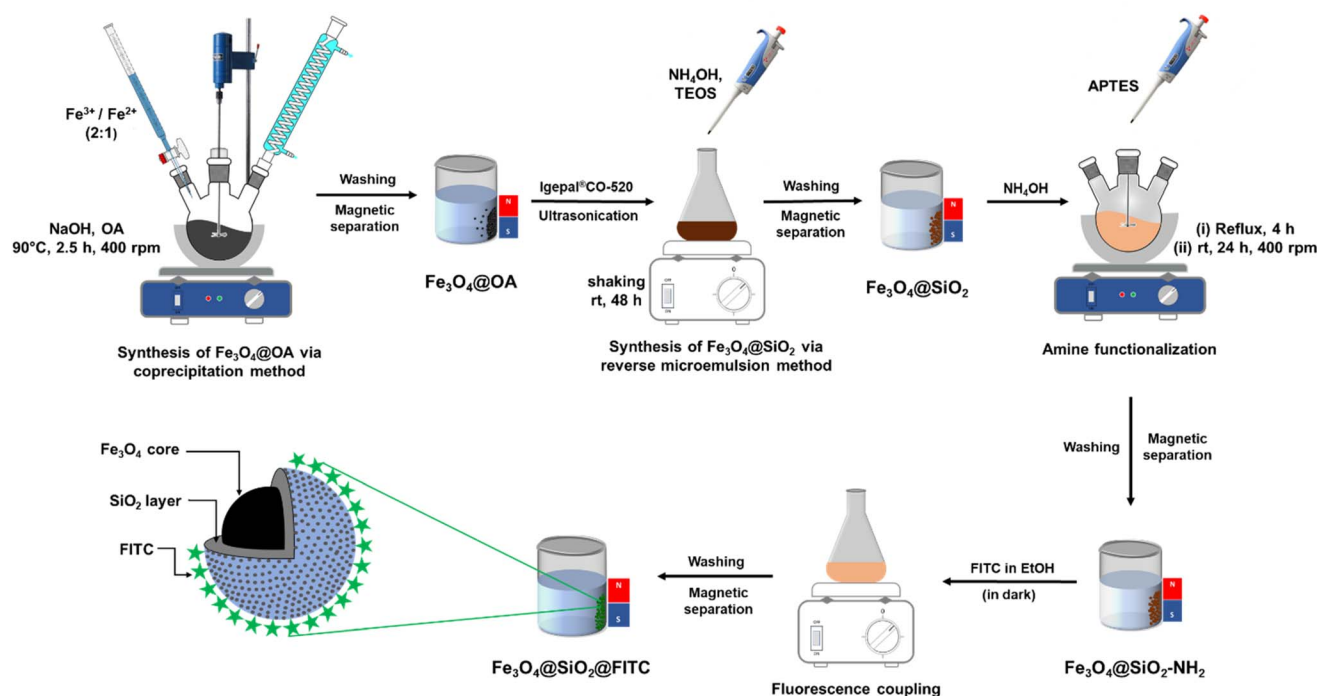 Fe³⁺ / Fe²⁺
(2:1)
NaOH, OA
90°C, 2.5 h, 400 rpm
Synthesis of Fe₃O₄@OA via
coprecipitation method
Washing
Magnetic
separation
N
S
Fe₃O₄@OA
Igepal®CO-520
Ultrasonication
NH₄OH,
TEOS
shaking
rt, 48 h
Synthesis of Fe₃O₄@SiO₂ via
reverse microemulsion method
Washing
Magnetic
separation
N
S
Fe₃O₄@SiO₂
NH₄OH
APTES
(i) Reflux, 4 h
(ii) rt, 24 h, 400 rpm
Amine functionalization
Washing
Magnetic
separation
N
S
Fe₃O₄@SiO₂-NH₂
FITC in EtOH
(in dark)
OFF
ON
Fluorescence coupling
Washing
Magnetic
separation
N
S
Fe₃O₄@SiO₂@FITC
Fe₃O₄ core
SiO₂ layer
FITC